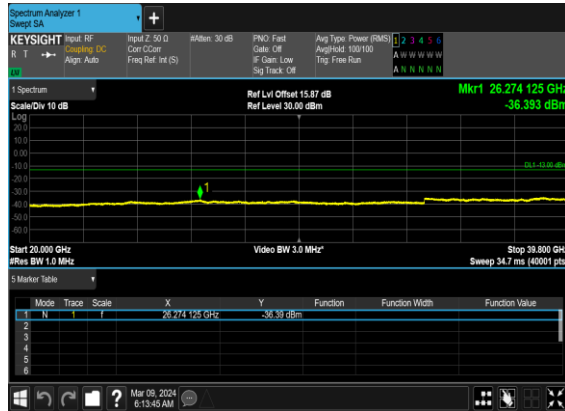 Spectrum Analyzer 1
Swept SA
+
KEYSIGHT Input: RF Input Z: 50 Ω #Atten: 30 dB PNO: Fast Avg Type: Power (RMS) 1 2 3 4 5 6
R T Coupling: DC Corr CCorr Gate: Off Avg|Hold: 100/100 A W W W W W
Align: Auto Freq Ref: Int (S) IF Gain: Low Trig: Free Run A N N N N N
Sig Track: Off
1 Spectrum Ref Lvl Offset 15.87 dB Mkr1 26.274 125 GHz
Scale/Div 10 dB Ref Level 30.00 dBm -36.393 dBm
Log
20.0
10.0
0.00
-10.0
DL1 -13.00 dBm
-20.0
-30.0
1
-40.0
-50.0
-60.0
Start 20.000 GHz Video BW 3.0 MHz* Stop 39.800 GHz
#Res BW 1.0 MHz Sweep 34.7 ms (40001 pts)
5 Marker Table
Mode Trace Scale X Y Function Function Width Function Value
1 N 1 f 26.274 125 GHz -36.39 dBm
2
3
4
5
6
? Mar 09, 2024
6:13:45 AM